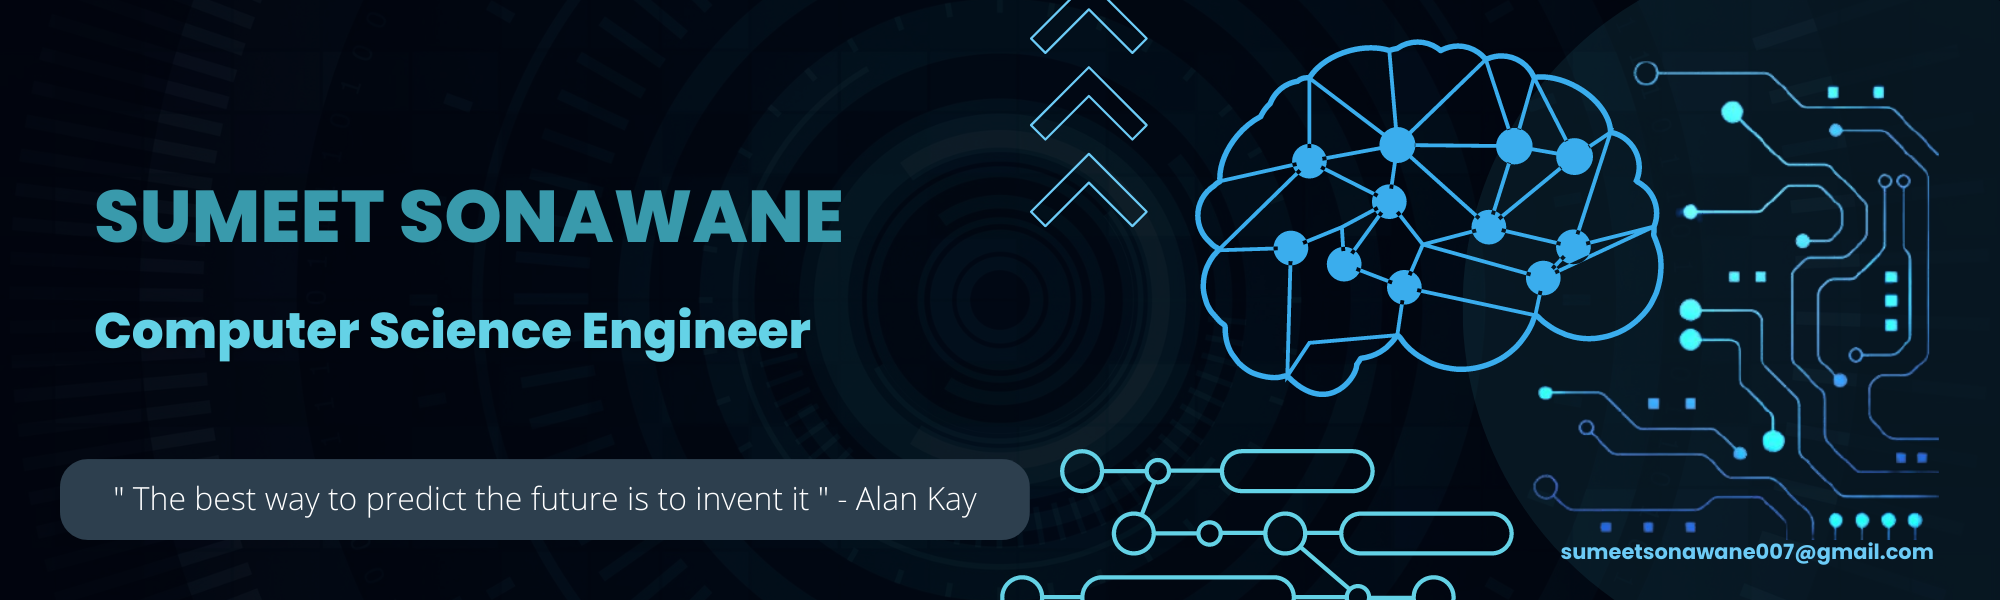 SUMEET SONAWANE
Computer Science Engineer
" The best way to predict the future is to invent it " - Alan Kay
sumeetsonawane007@gmail.com